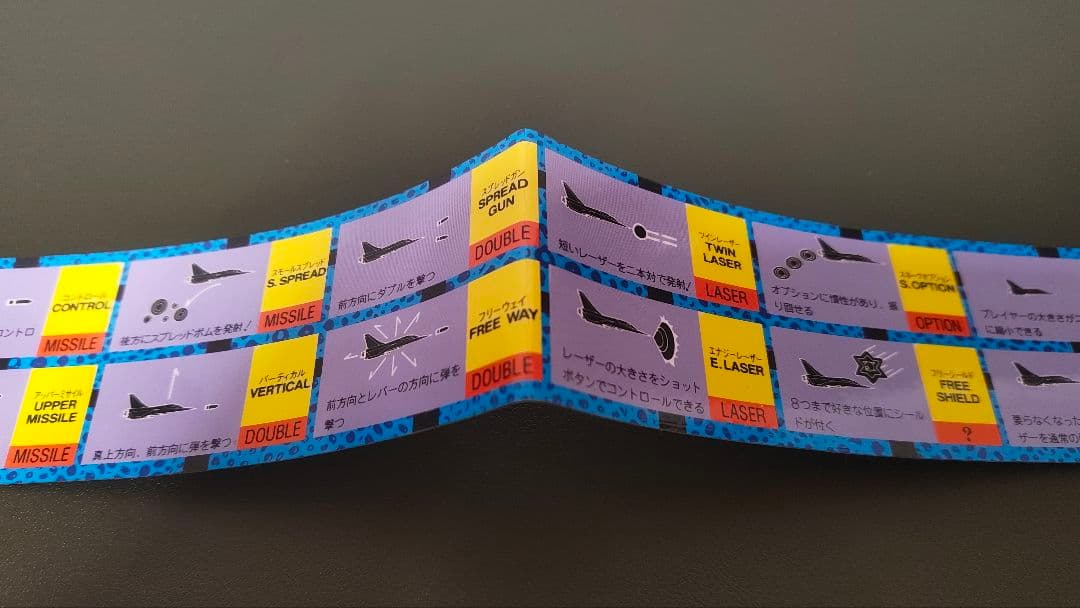 コントロール
CONTROL
コントロ
MISSILE
スモールスプレッド
S. SPREAD
後方にスプレッドボムを発射!
MISSILE
スプレッドガン
SPREAD
GUN
前方向にダブルを撃つ
DOUBLE
ツインレーザー
TWIN
LASER
短いレーザーを二本対で発射!
LASER
スネークオプション
S. OPTION
オプションに慣性があり、振
り回せる
OPTION
プレイヤーの大きさが二
に縮小できる
アッパーミサイル
UPPER
MISSILE
MISSILE
バーティカル
VERTICAL
真上方向、前方向に弾を撃つ
DOUBLE
フリーウェイ
FREE WAY
前方向とレバーの方向に弾を
撃つ
DOUBLE
エナジーレーザー
E. LASER
レーザーの大きさをショット
ボタンでコントロールできる
LASER
フリーシールド
FREE
SHIELD
8つまで好きな位置にシール
ドが付く
?
要らなくなった
ザーを通常の